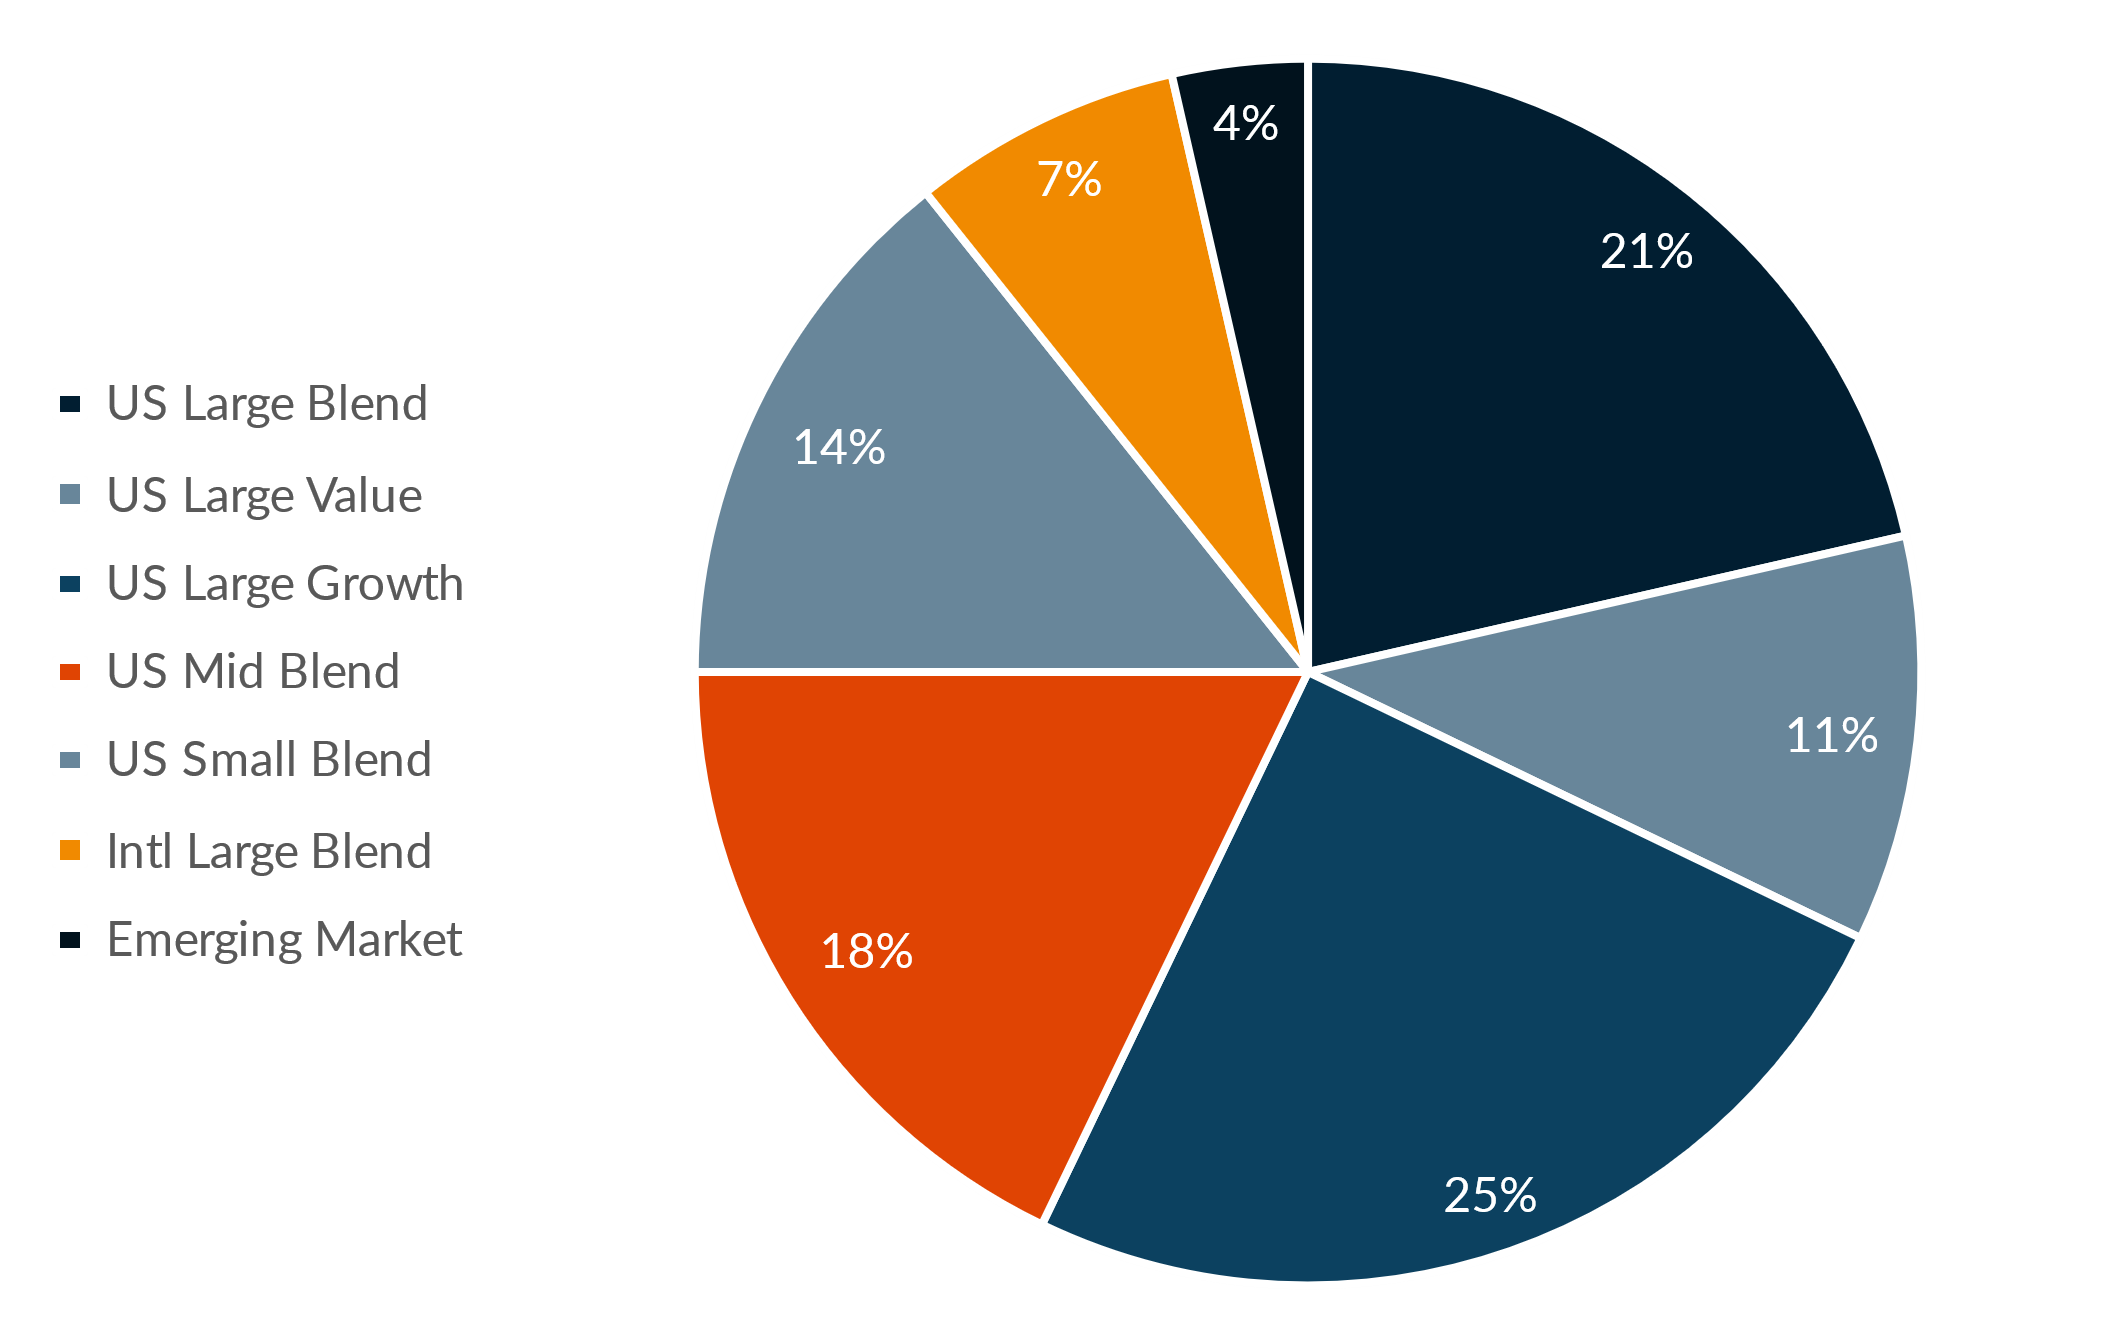 US Large Blend
US Large Value
US Large Growth
US Mid Blend
US Small Blend
Intl Large Blend
Emerging Market
21%
11%
25%
18%
14%
7%
4%